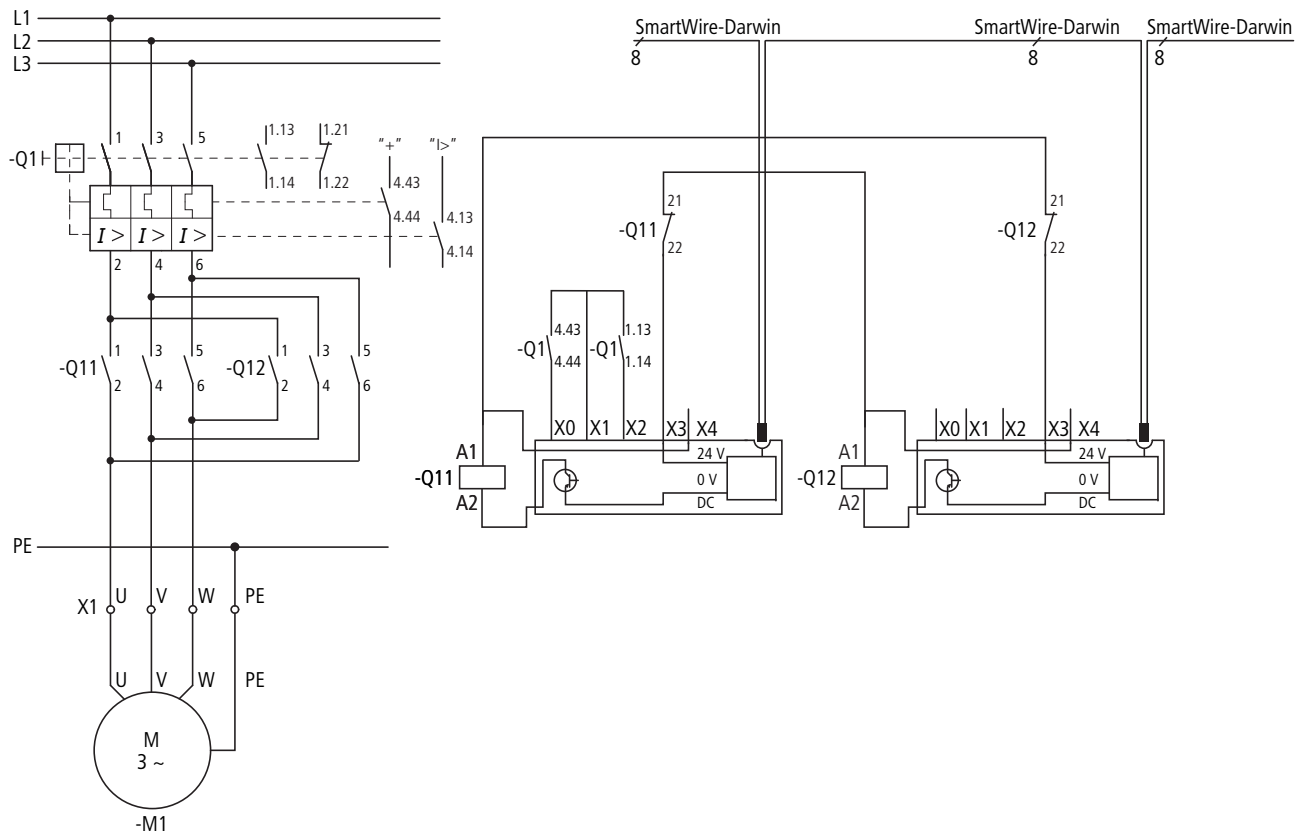 L1
L2
L3
SmartWire-Darwin
8
SmartWire-Darwin
8
SmartWire-Darwin
8
-Q1
1
3
5
1.13
1.14
1.21
1.22
"+"
4.43
4.44
"I>"
4.13
4.14
I >
I >
I >
2
4
6
-Q11
1
2
3
4
5
6
-Q12
1
2
3
4
5
6
-Q11
21
22
-Q12
21
22
-Q1
4.43
4.44
-Q1
1.13
1.14
X0
X1
X2
X3
X4
A1
-Q11
A2
24 V
0 V
DC
X0
X1
X2
X3
X4
A1
-Q12
A2
24 V
0 V
DC
PE
X1
U
V
W
PE
U
V
W
PE
M
3 ~
-M1